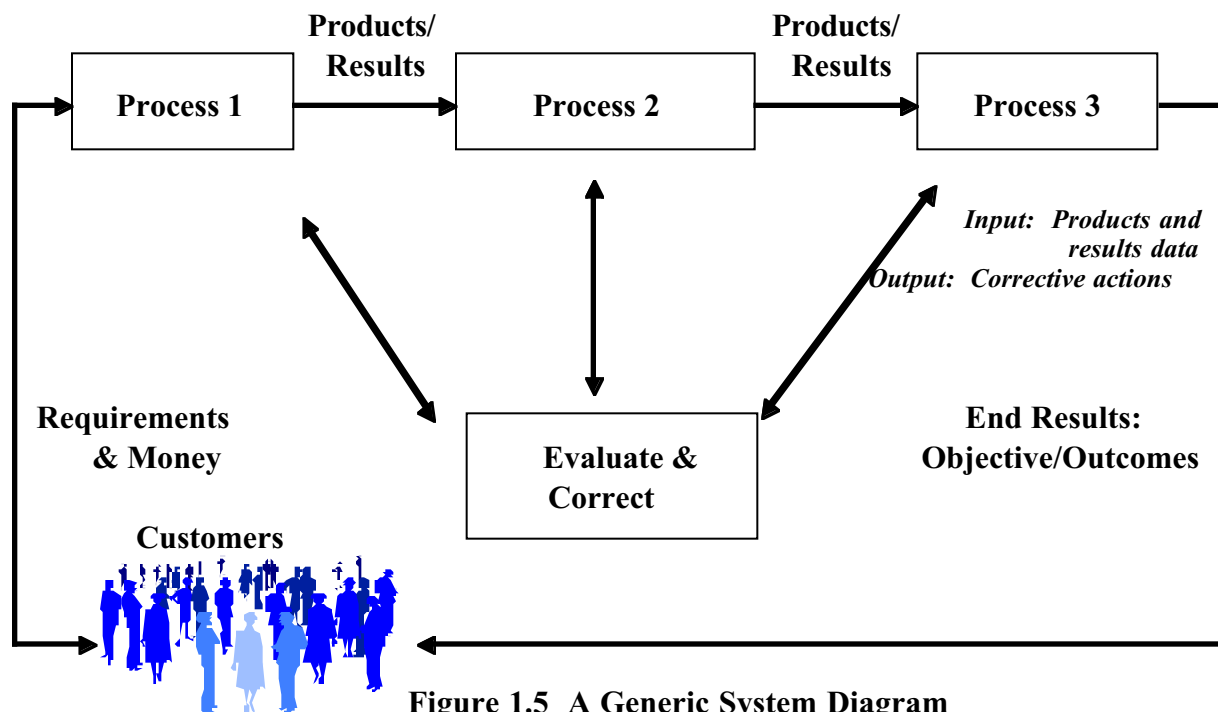 Products/
Results
Products/
Results
Process 1
Process 2
Process 3
Input: Products and
results data
Output: Corrective actions
Requirements
& Money
Evaluate &
Correct
End Results:
Objective/Outcomes
Customers
Figure 1.5 A Generic System Diagram